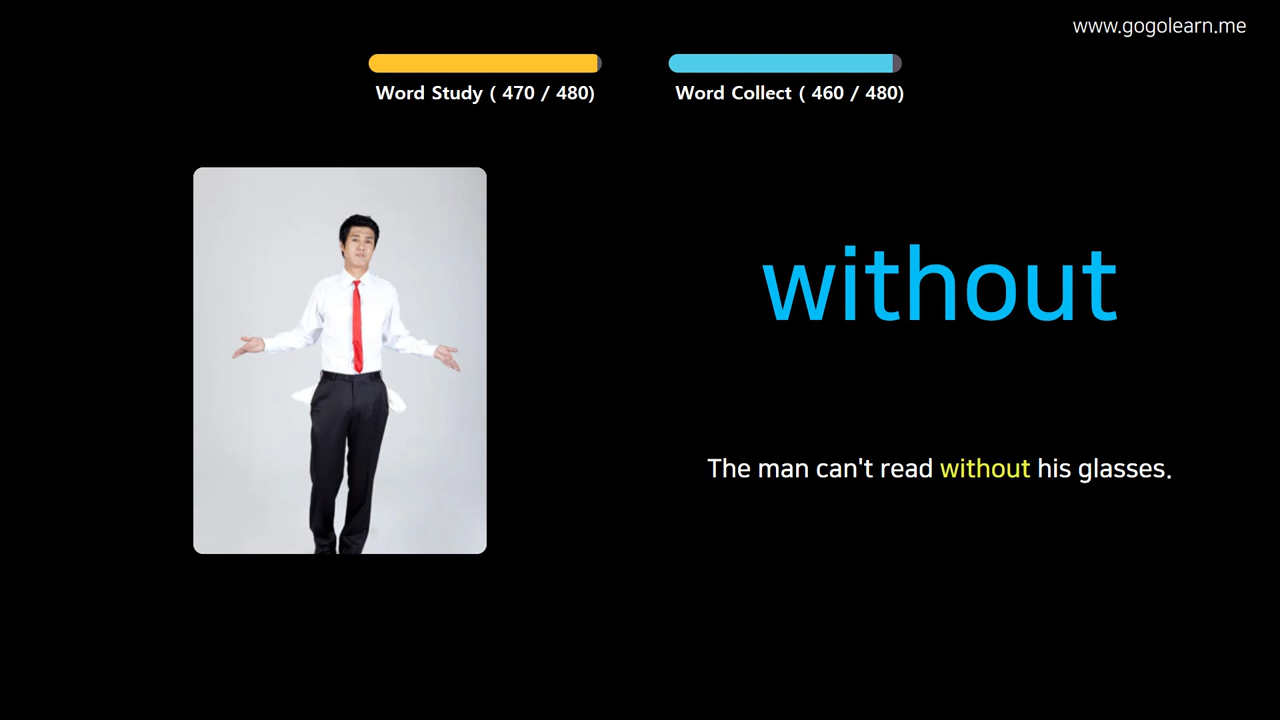 www.gogolearn.me
Word Study ( 470 / 480)
Word Collect ( 460 / 480)
without
The man can't read without his glasses.